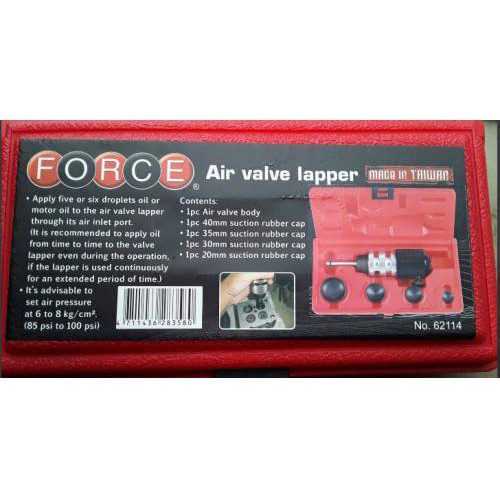 FORCE®
Air valve lapper
MADE IN TAIWAN
• Apply five or six droplets oil or
motor oil to the air valve lapper
through its air inlet port.
(It is recommended to apply oil
from time to time to the valve
lapper even during the operation,
if the lapper is used continuously
for an extended period of time.)
• It's advisable to
set air pressure
at 6 to 8 kg/cm².
(85 psi to 100 psi)
Contents:
• 1pc Air valve body
• 1pc 40mm suction rubber cap
• 1pc 35mm suction rubber cap
• 1pc 30mm suction rubber cap
• 1pc 20mm suction rubber cap
4 711436 283580
No. 62114